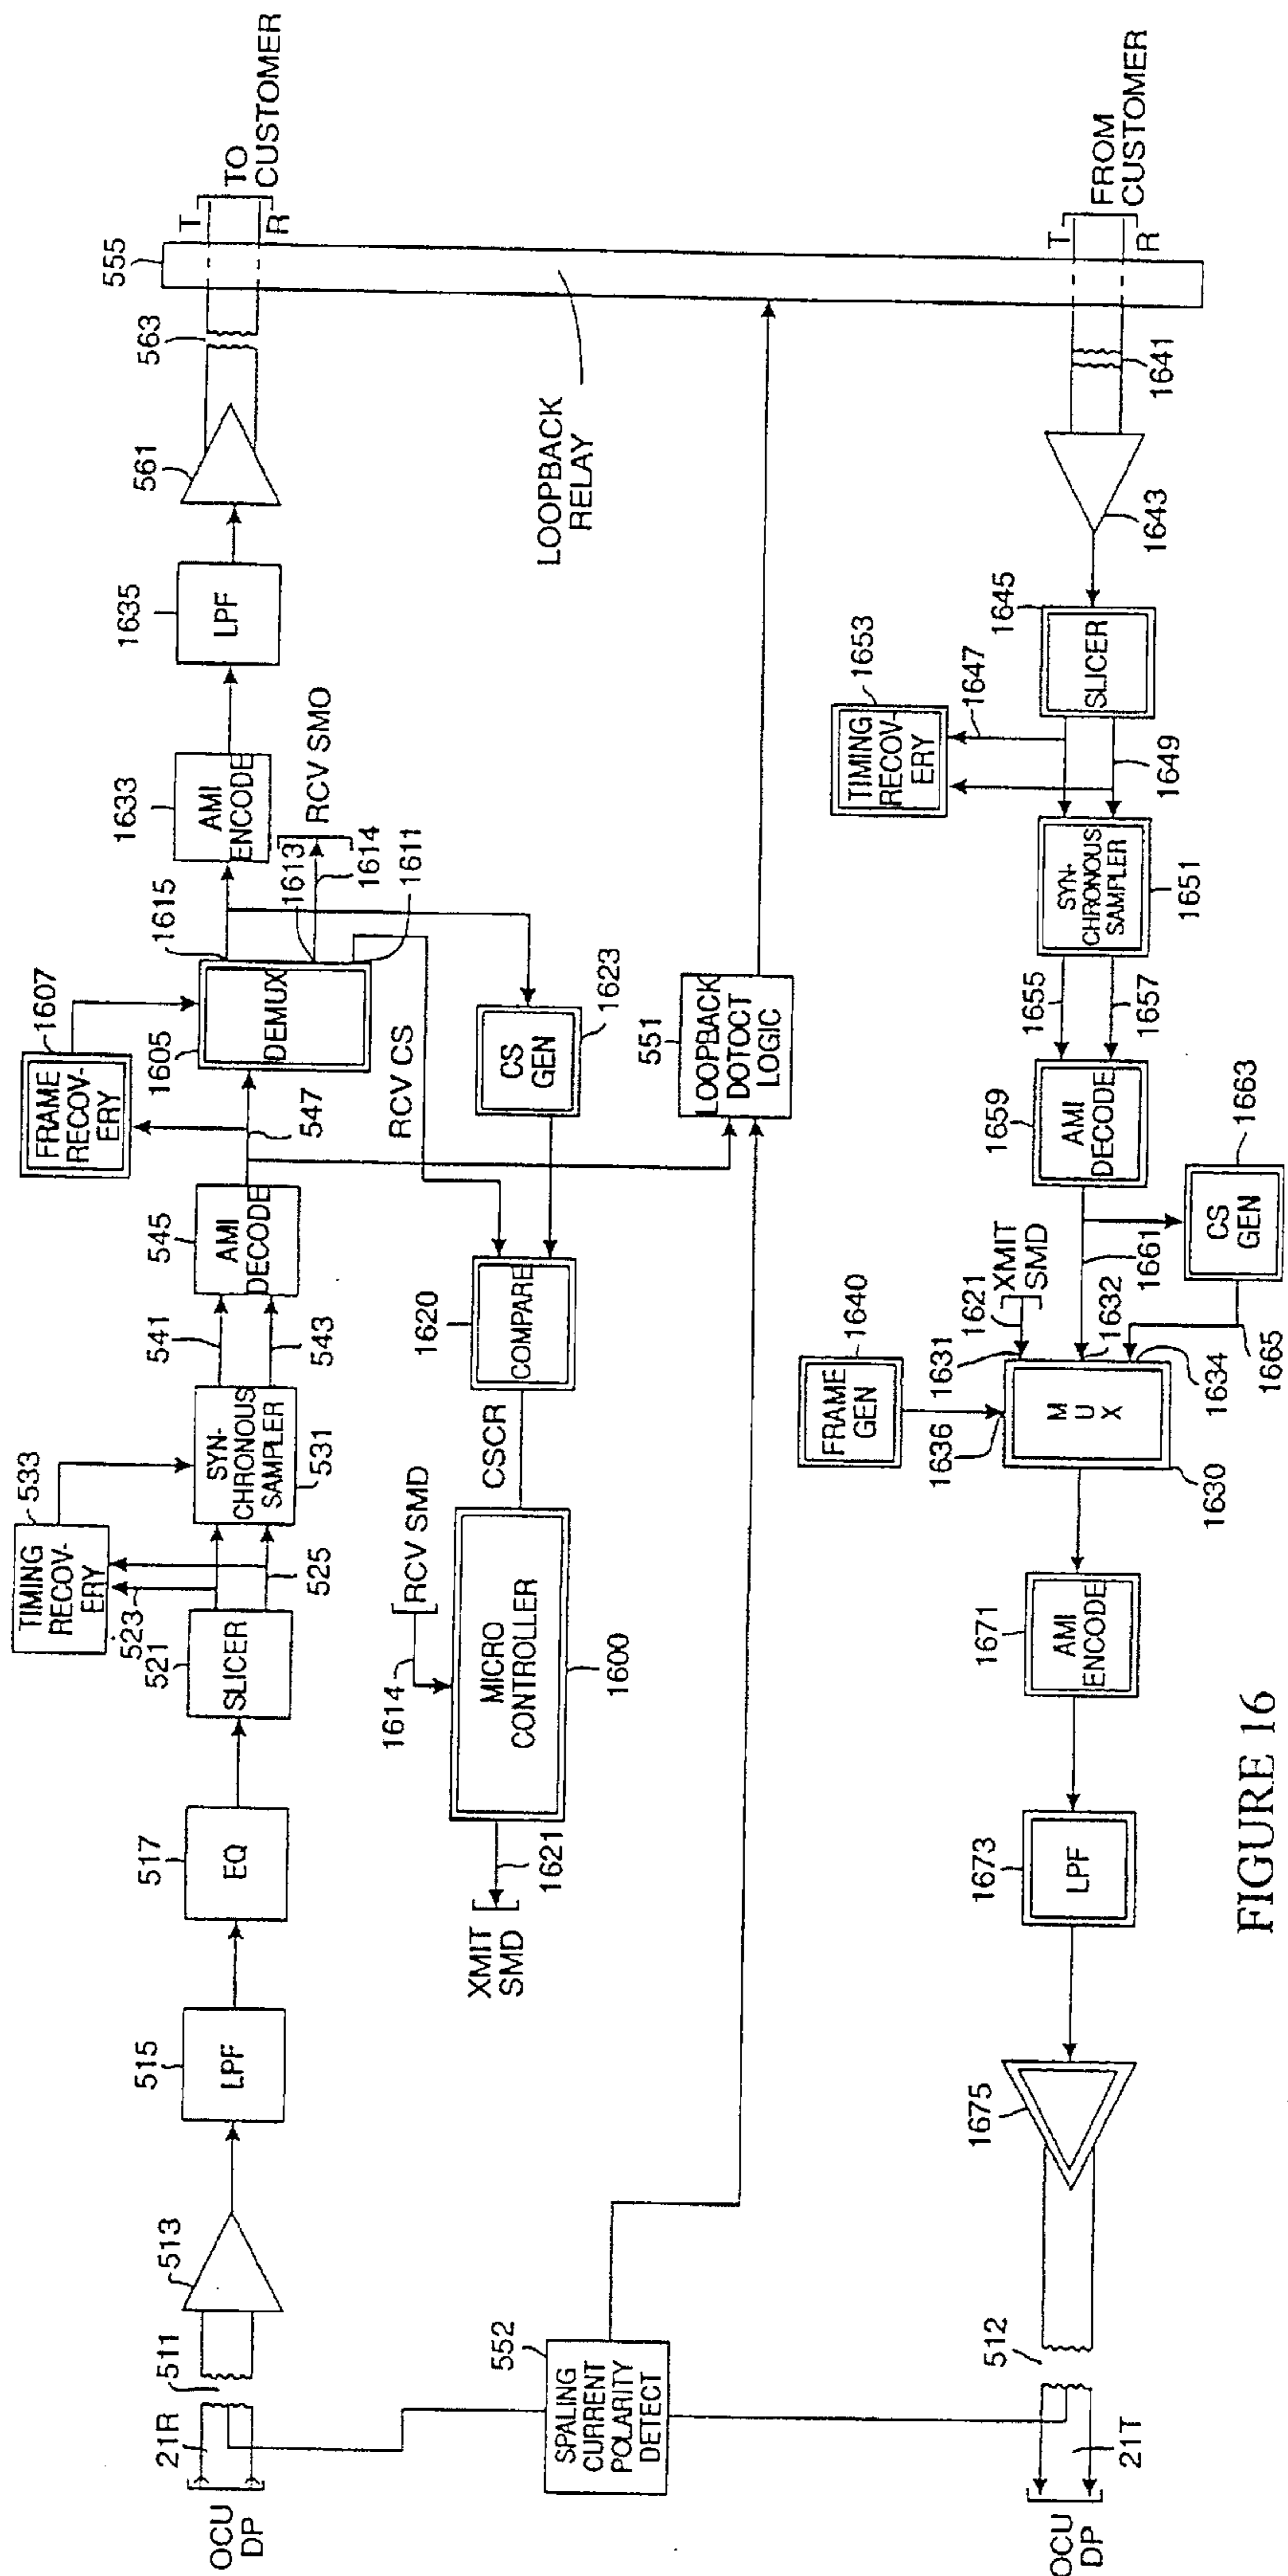 OCU
DP
21R
511
513
515
LPF
517
EQ
521
SLICER
523
525
533
TIMING
RECOV-
ERY
SYN-
CHRONOUS
SAMPLER
531
541
543
545
AMI
DECODE
547
FRAME
RECOV-
ERY
1607
1605
DEMUX
1615
1613
1614
1611
RCV SMO
RCV CS
1633
AMI
ENCODE
1635
LPF
561
563
555
T
R
TO
CUSTOMER
CS
GEN
1623
1620
COMPARE
CSCR
RCV SMD
1614
MICRO
CONTROLLER
1600
1621
XMIT
SMD
LOOPBACK
RELAY
551
LOOPBACK
DOTOCT
LOGIC
552
SPALING
CURRENT
POLARITY
DETECT
T
R
FROM
CUSTOMER
1641
1643
1645
SLICER
1647
1649
1653
TIMING
RECOV-
ERY
SYN-
CHRONOUS
SAMPLER
1651
1655
1657
1659
AMI
DECODE
1661
1663
CS
GEN
1665
XMIT
SMD
1621
1631
1632
1634
1640
FRAME
GEN
1636
M
U
X
1630
1671
AMI
ENCODE
1673
LPF
1675
512
21T
OCU
DP
FIGURE 16